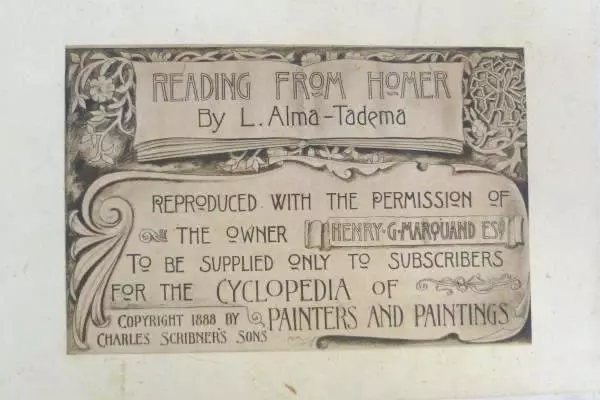 READING FROM HOMER
By L. Alma-Tadema
REPRODUCED WITH THE PERMISSION OF
THE OWNER HENRY·G·MARQUAND ESQ
TO BE SUPPLIED ONLY TO SUBSCRIBERS
FOR THE CYCLOPEDIA OF
COPYRIGHT 1888 BY PAINTERS AND PAINTINGS
CHARLES SCRIBNER'S SONS